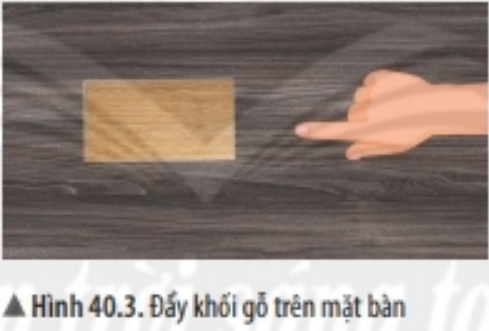 ▲ Hình 40.3. Đẩy khối gỗ trên mặt bàn